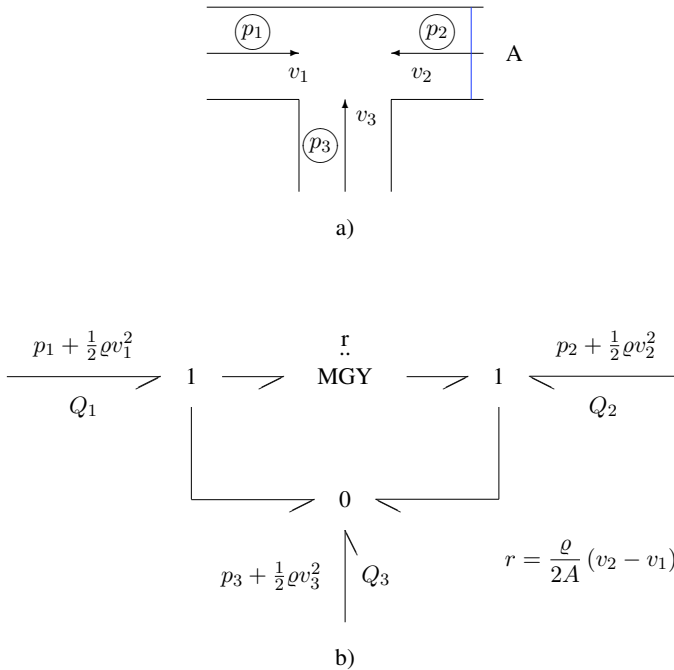 p₁ p₂
v₁ v₂ A
v₃
p₃
a)
p₁ + ½ϱv₁² r p₂ + ½ϱv₂²
1 MGY 1
Q₁ Q₂
0
p₃ + ½ϱv₃² Q₃ r = ϱ/2A (v₂ − v₁)
b)